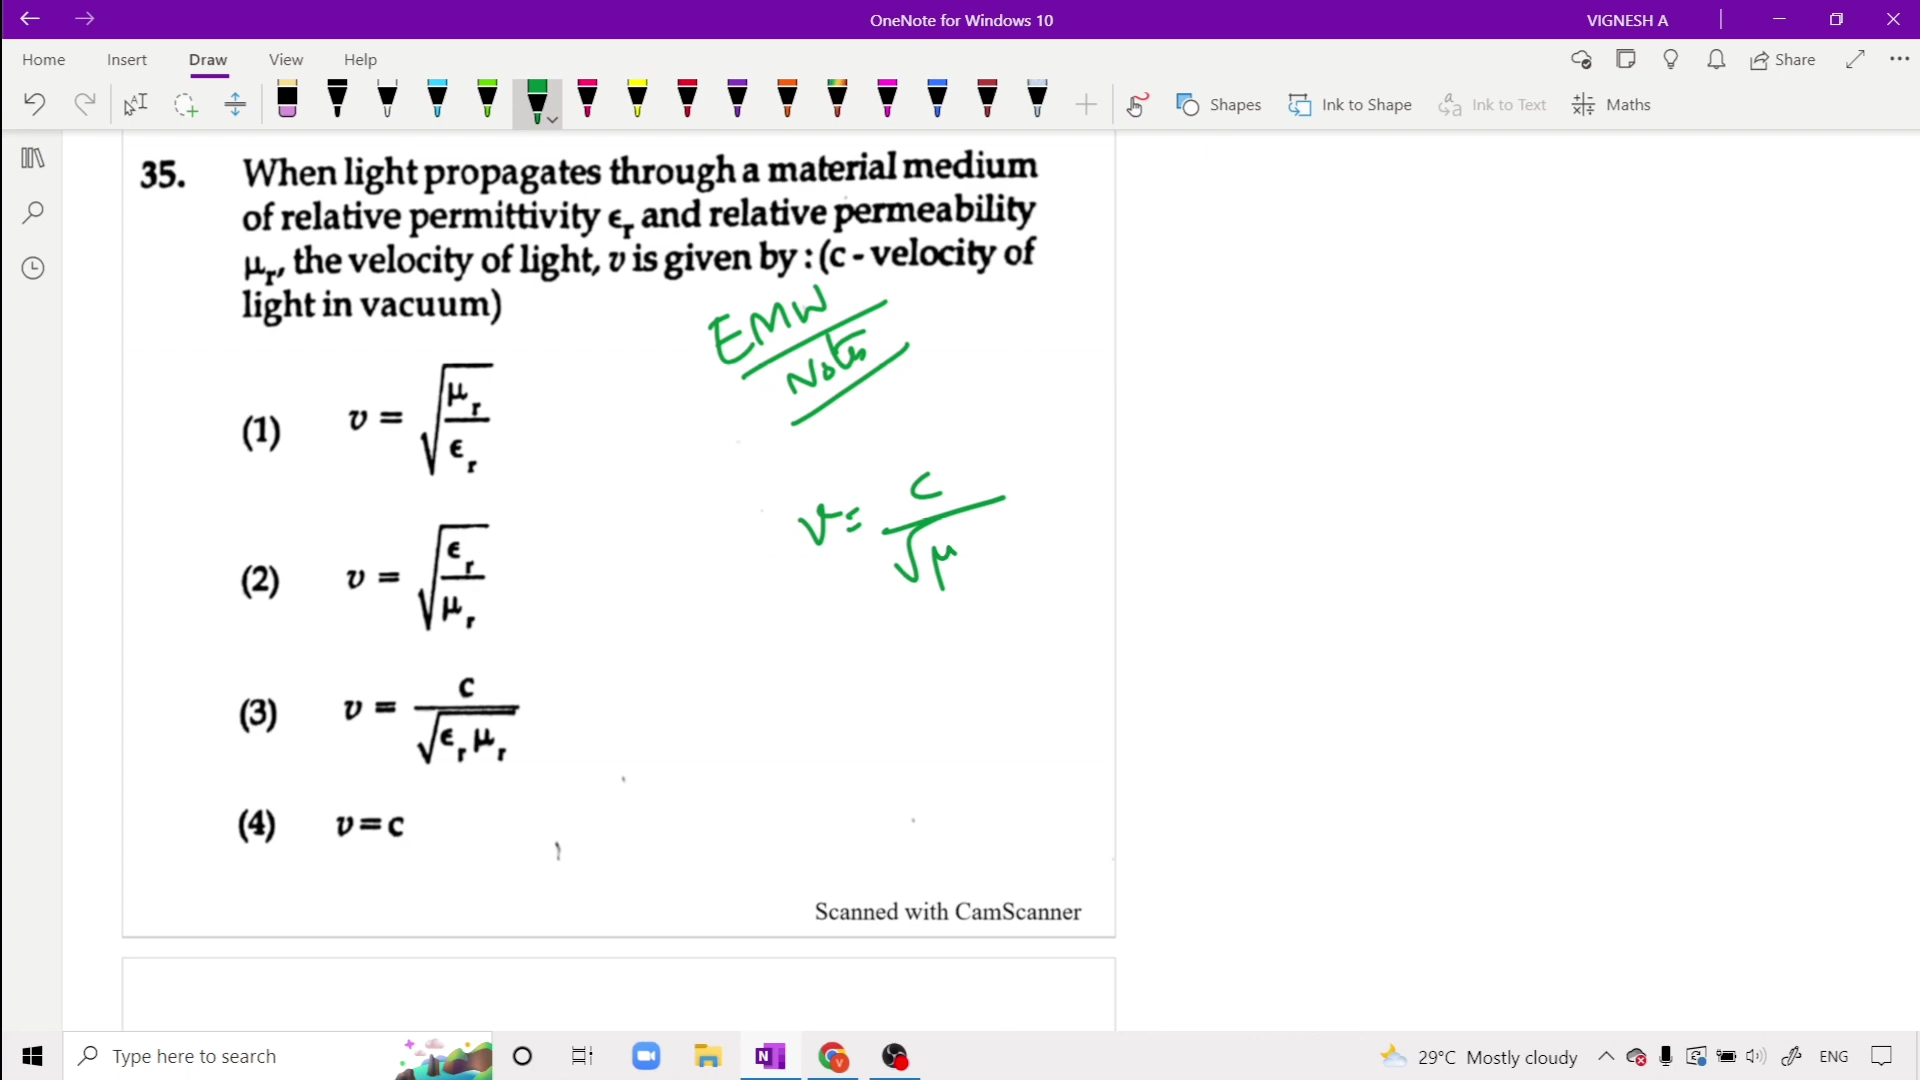 OneNote for Windows 10
VIGNESH A
Home Insert Draw View Help
Share
Shapes Ink to Shape Ink to Text Maths
35. When light propagates through a material medium
of relative permittivity ϵᵣ and relative permeability
μᵣ, the velocity of light, v is given by : (c - velocity of
light in vacuum)
EMW
Notes
(1) v = √(μᵣ/ϵᵣ)
(2) v = √(ϵᵣ/μᵣ)
v = c/√μ
(3) v = c/√(ϵᵣ μᵣ)
(4) v = c
Scanned with CamScanner
Type here to search
29°C Mostly cloudy
ENG